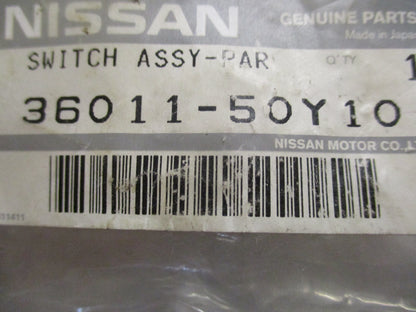 NISSAN
GENUINE PARTS
Made in Japan
SWITCH ASSY-PAR
Q'TY
1
36011-50Y10
NISSAN MOTOR CO.,LT